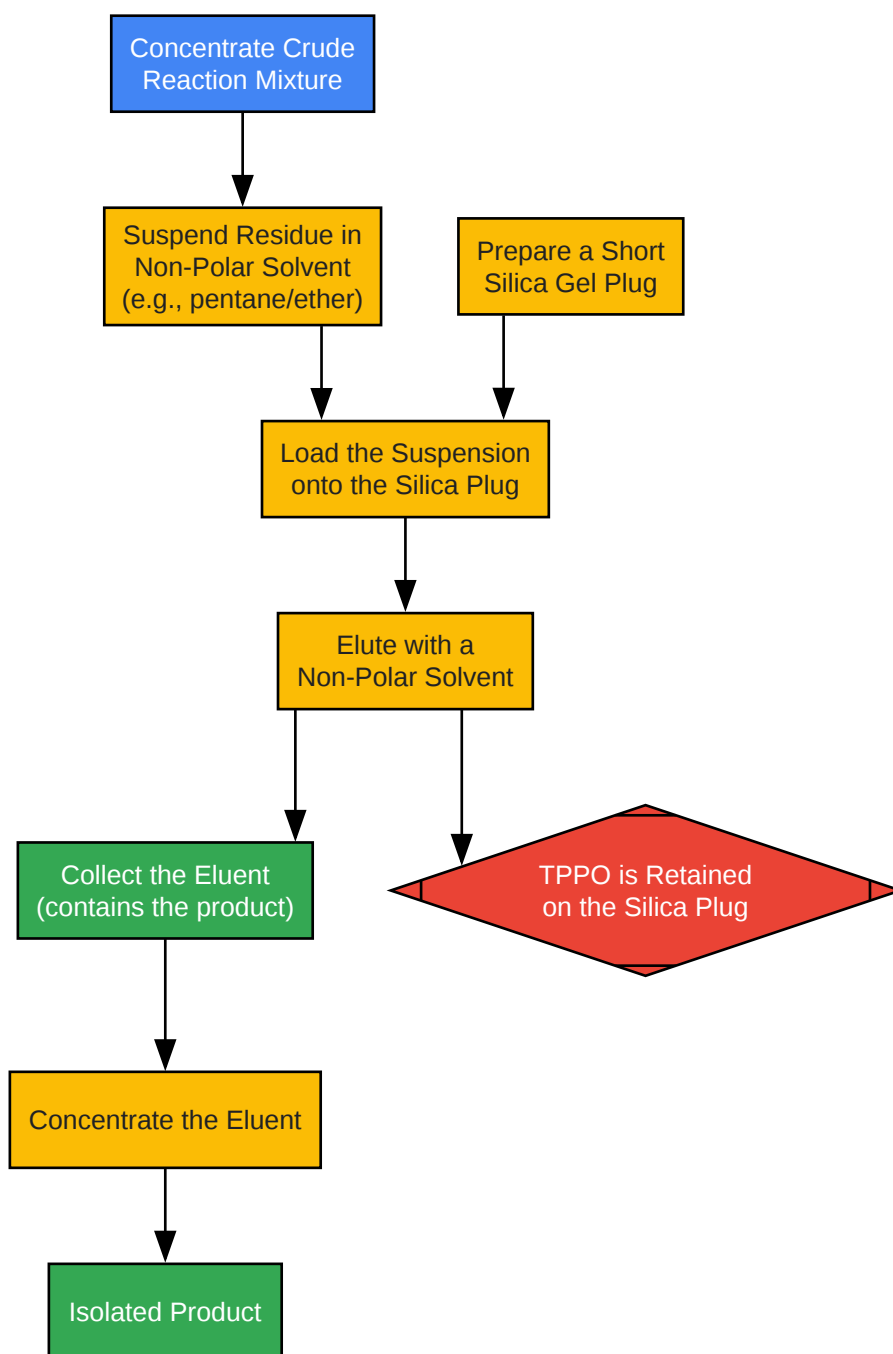 Concentrate Crude
Reaction Mixture
Suspend Residue in
Non-Polar Solvent
(e.g., pentane/ether)
Prepare a Short
Silica Gel Plug
Load the Suspension
onto the Silica Plug
Elute with a
Non-Polar Solvent
Collect the Eluent
(contains the product)
TPPO is Retained
on the Silica Plug
Concentrate the Eluent
Isolated Product